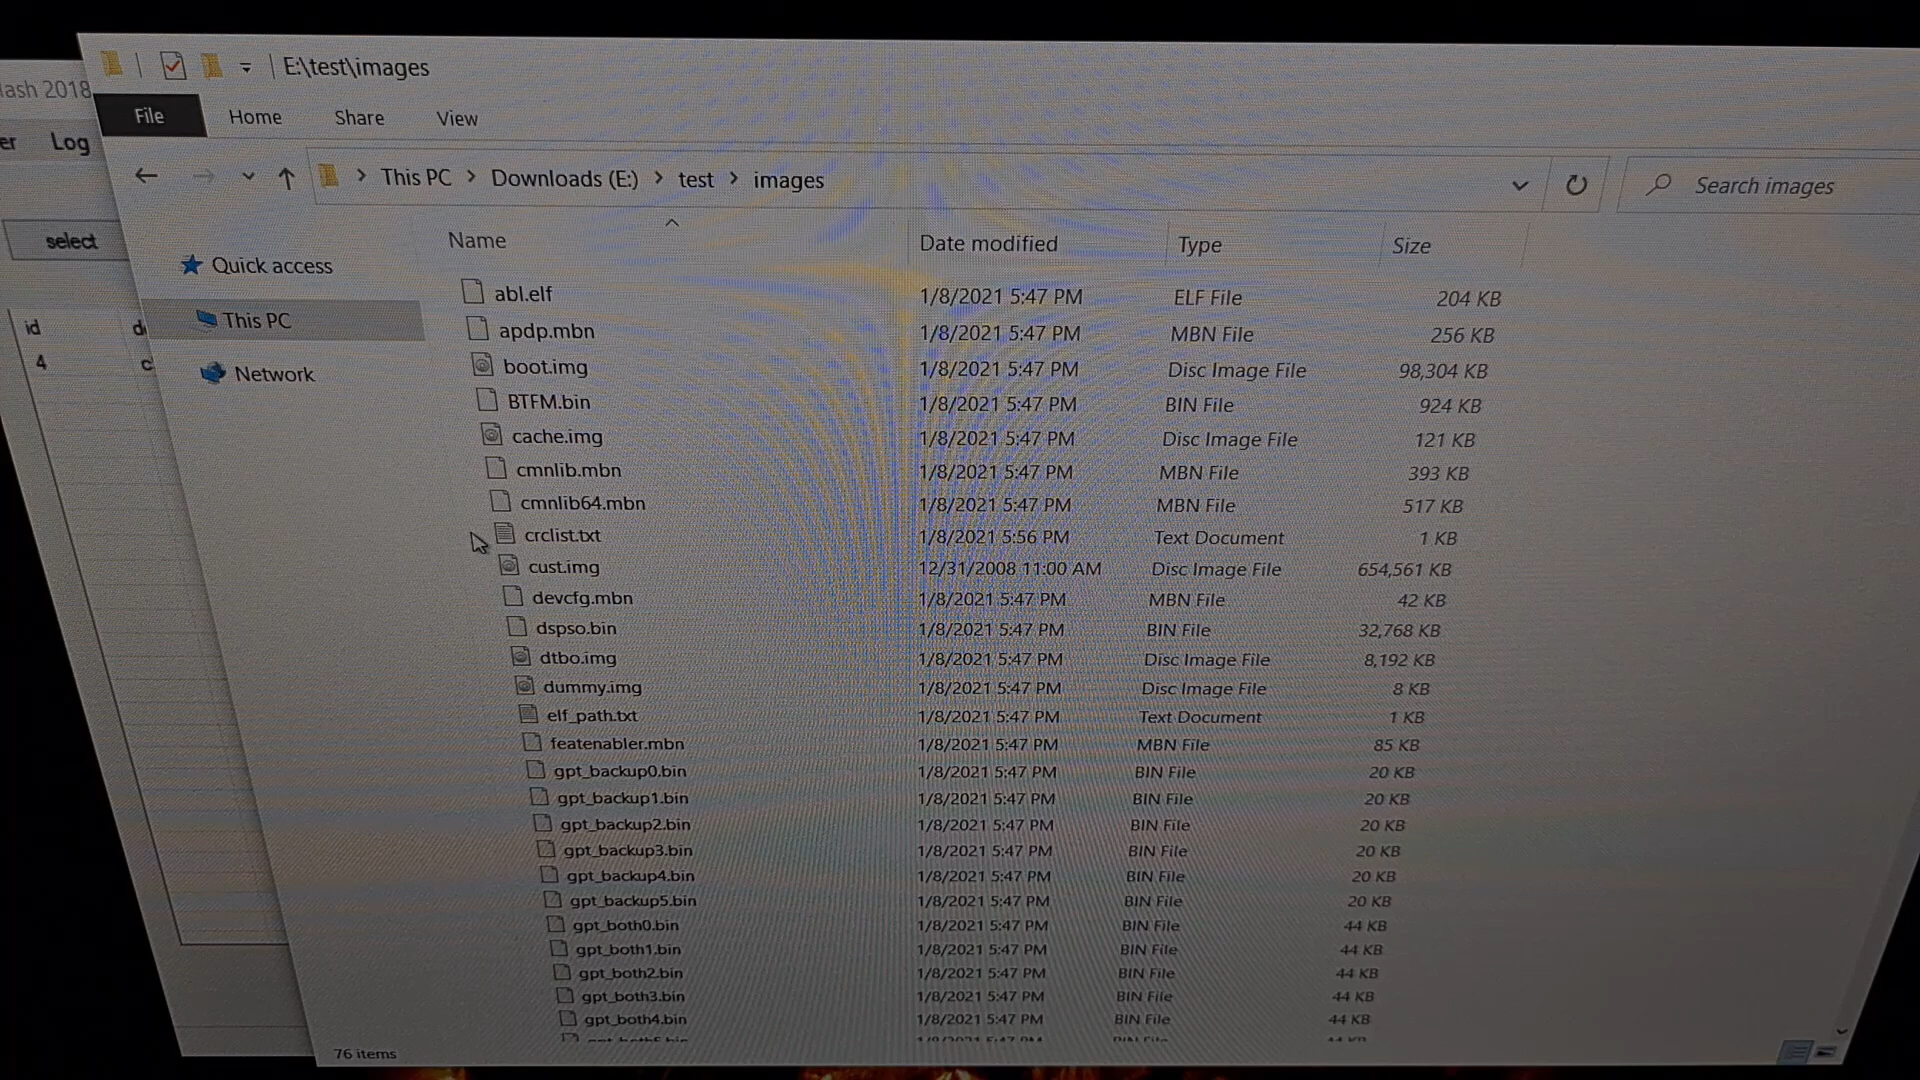 E:\test\images
lash 2018
File Home Share View
er Log
This PC > Downloads (E:) > test > images
Search images
select
Name Date modified Type Size
Quick access
This PC
Network
id
4
abl.elf 1/8/2021 5:47 PM ELF File 204 KB
apdp.mbn 1/8/2021 5:47 PM MBN File 256 KB
boot.img 1/8/2021 5:47 PM Disc Image File 98,304 KB
BTFM.bin 1/8/2021 5:47 PM BIN File 924 KB
cache.img 1/8/2021 5:47 PM Disc Image File 121 KB
cmnlib.mbn 1/8/2021 5:47 PM MBN File 393 KB
cmnlib64.mbn 1/8/2021 5:47 PM MBN File 517 KB
crclist.txt 1/8/2021 5:56 PM Text Document 1 KB
cust.img 12/31/2008 11:00 AM Disc Image File 654,561 KB
devcfg.mbn 1/8/2021 5:47 PM MBN File 42 KB
dspso.bin 1/8/2021 5:47 PM BIN File 32,768 KB
dtbo.img 1/8/2021 5:47 PM Disc Image File 8,192 KB
dummy.img 1/8/2021 5:47 PM Disc Image File 8 KB
elf_path.txt 1/8/2021 5:47 PM Text Document 1 KB
featenabler.mbn 1/8/2021 5:47 PM MBN File 85 KB
gpt_backup0.bin 1/8/2021 5:47 PM BIN File 20 KB
gpt_backup1.bin 1/8/2021 5:47 PM BIN File 20 KB
gpt_backup2.bin 1/8/2021 5:47 PM BIN File 20 KB
gpt_backup3.bin 1/8/2021 5:47 PM BIN File 20 KB
gpt_backup4.bin 1/8/2021 5:47 PM BIN File 20 KB
gpt_backup5.bin 1/8/2021 5:47 PM BIN File 20 KB
gpt_both0.bin 1/8/2021 5:47 PM BIN File 44 KB
gpt_both1.bin 1/8/2021 5:47 PM BIN File 44 KB
gpt_both2.bin 1/8/2021 5:47 PM BIN File 44 KB
gpt_both3.bin 1/8/2021 5:47 PM BIN File 44 KB
gpt_both4.bin 1/8/2021 5:47 PM BIN File 44 KB
76 items